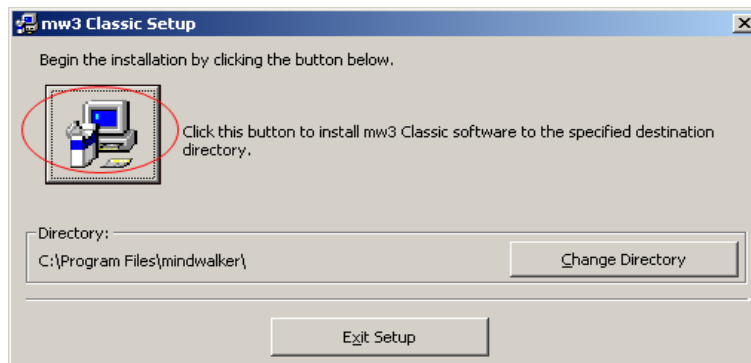 mw3 Classic Setup
Begin the installation by clicking the button below.
Click this button to install mw3 Classic software to the specified destination
directory.
Directory:
C:\Program Files\mindwalker\
Change Directory
Exit Setup